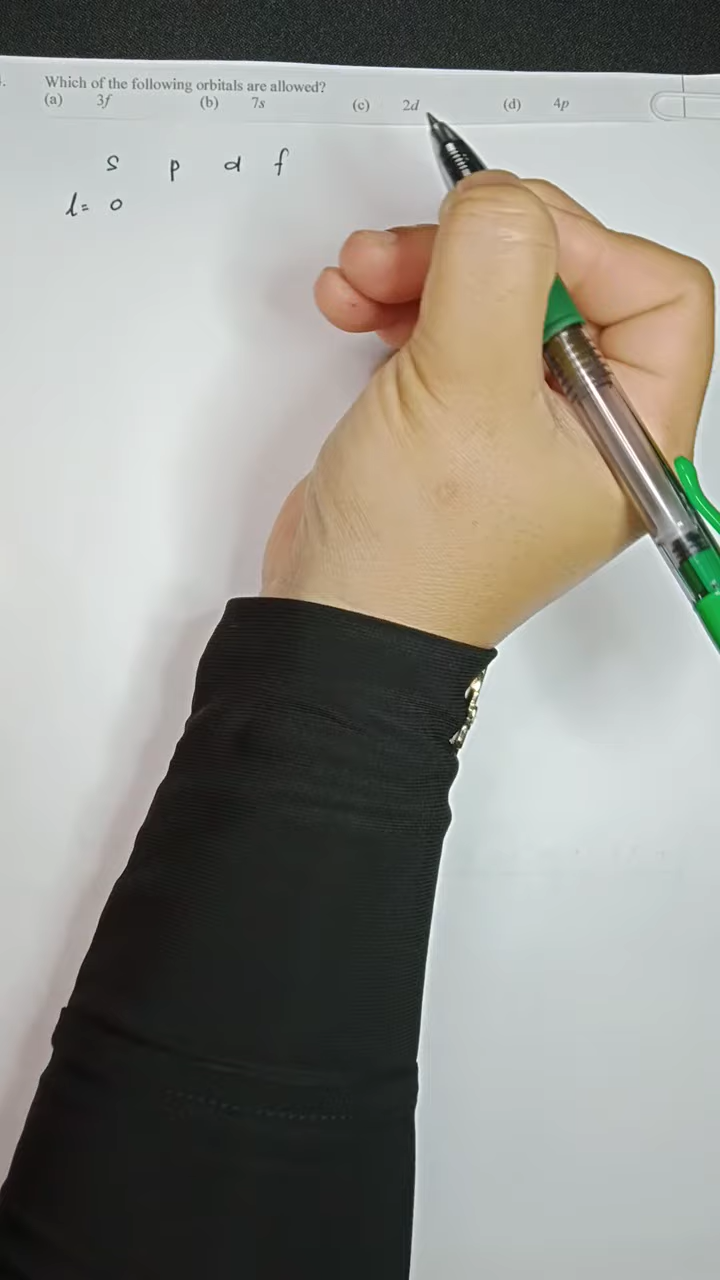 Which of the following orbitals are allowed?
(a) 3f (b) 7s (c) 2d (d) 4p
s p d f
l= 0